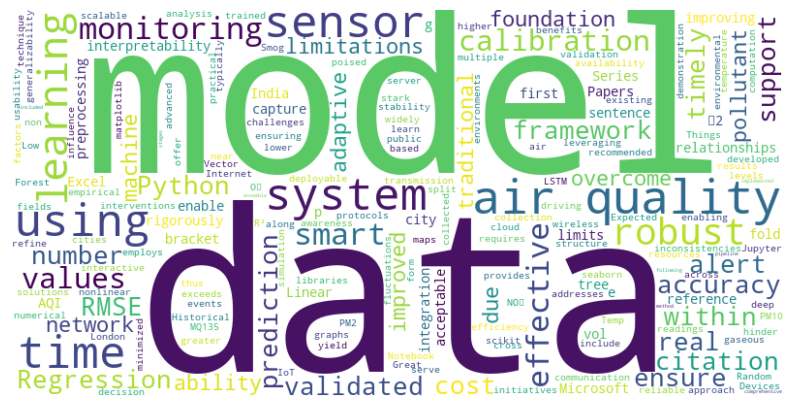 technique
usability
generalizability
scalable
analysis
trained
monitoring
interpretability
Smog
sensor
limitations
g
foundation
higher
benefits
improving
typically
practically
poised
server
multiple
validation
availability
calibration
environmental
temperature
computation
timely
pollutant
support
learning
influence
factors
non
preprocessing
machine
matplotlib
advanced
India
capture
challenges
ensuring
lower
stark
stability
widely
learn
public
based
adaptive
model
traditional
environments
first
existing
Series
Papers
sentence
air
leveraging
recommended
demonstration
2
Things
developed
results
levels
framework
relationships
overcome
Low
Forest
Excel
Python
empirical
offer
near
Vector
Internet
deployable
transmission
split
LSTM
driving
interventions
fields
enable
rigorously
bracket
using
number
values
AQI
RMSE
network
time
Regression
decision
ability
refine
cities
employs
interactive
solutions
nonlinear
numerical
thus
exceeds
events
Historical
MQ135
greater
London
minimized
system
smart
p
R²
along
awareness
protocols
city
collected
prediction
simulation
libraries
Linear
maps
form
fluctuations
improved
integration
acceptable
PM2
graphs
yield
IoT
Notebook
Great
serve
validated
data
air quality
collection
wireless
cloud
structure
requires
limits
provides
due
NO
vol
tree
e
addresses
efficiency
scikit
cross
effective
communication
initiatives
cost
ensure
Microsoft
reliable
approach
Devices
Random
include
citation
real
within
accuracy
reference
alert
robust
Expected
enabling
resources
inconsistencies
Jupyter
fold
across
seaborn
deep
hinder
PM10
gaseous
Temp
readings